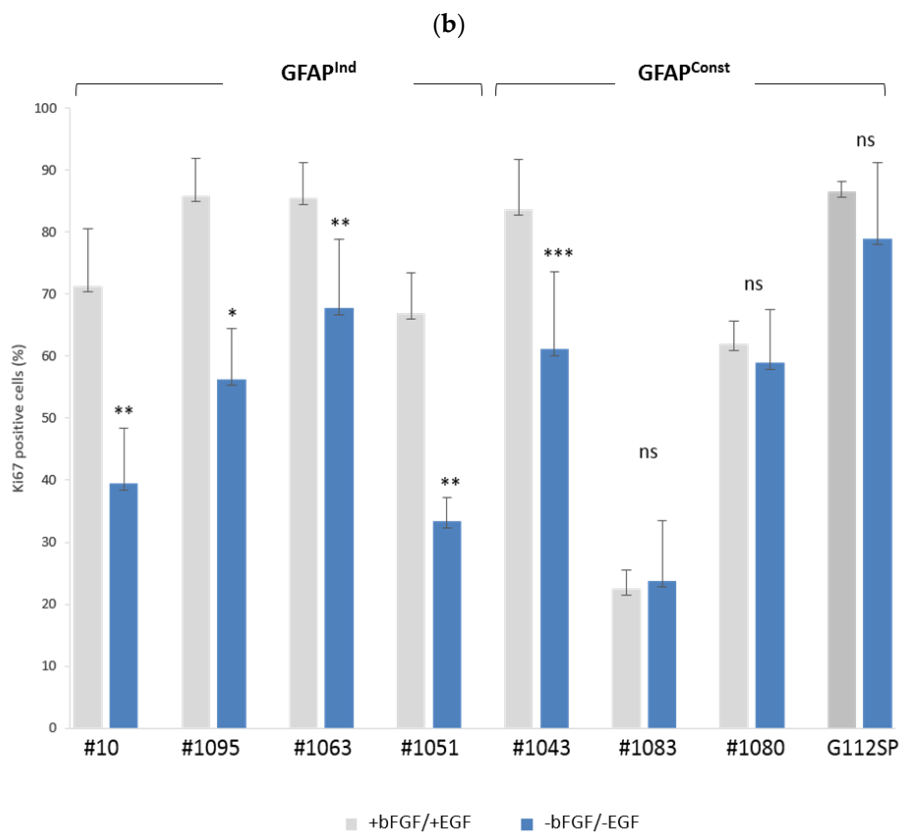 (b)
GFAPInd GFAPConst
100
90
80
70
60
50
40
30
20
10
0
Ki67 positive cells (%)
** * ** ** *** ns ns ns
#10 #1095 #1063 #1051 #1043 #1083 #1080 G112SP
+bFGF/+EGF -bFGF/-EGF